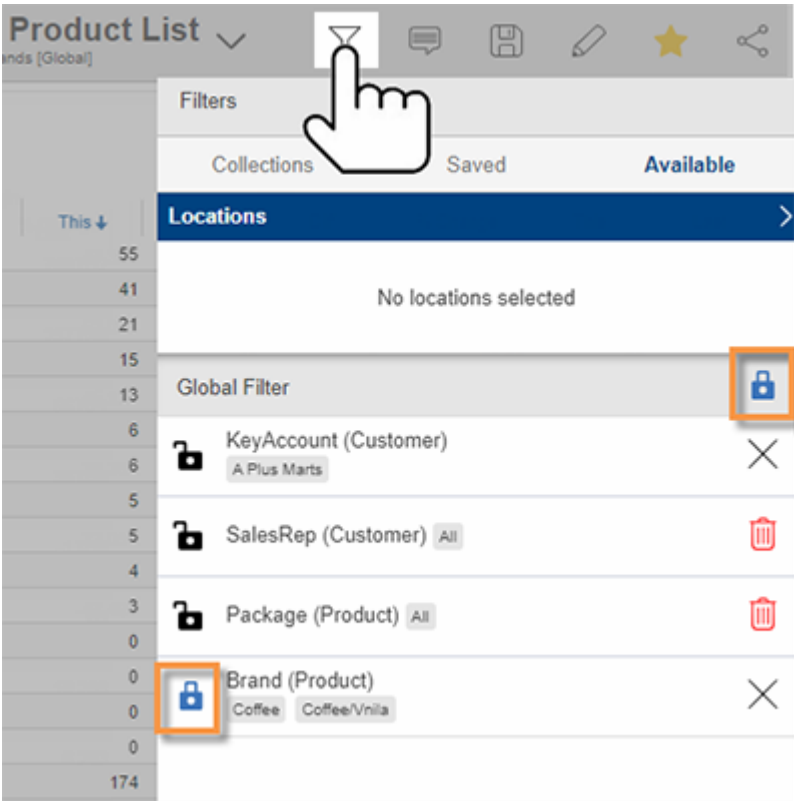 Product List
ands [Global]
Filters
Collections Saved Available
This
Locations
55
41
21
15
13
6
6
5
5
4
3
0
0
0
0
174
No locations selected
Global Filter
KeyAccount (Customer)
A Plus Marts
SalesRep (Customer) All
Package (Product) All
Brand (Product)
Coffee Coffee/Vnila